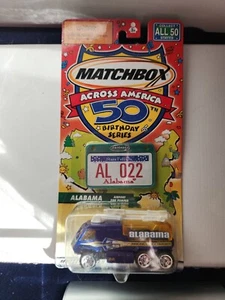 COLLECT
ALL 50
MATCHBOX
ACROSS AMERICA
50
BIRTHDAY
SERIES
AL 022
Alabama
ALABAMA
ALABAMA